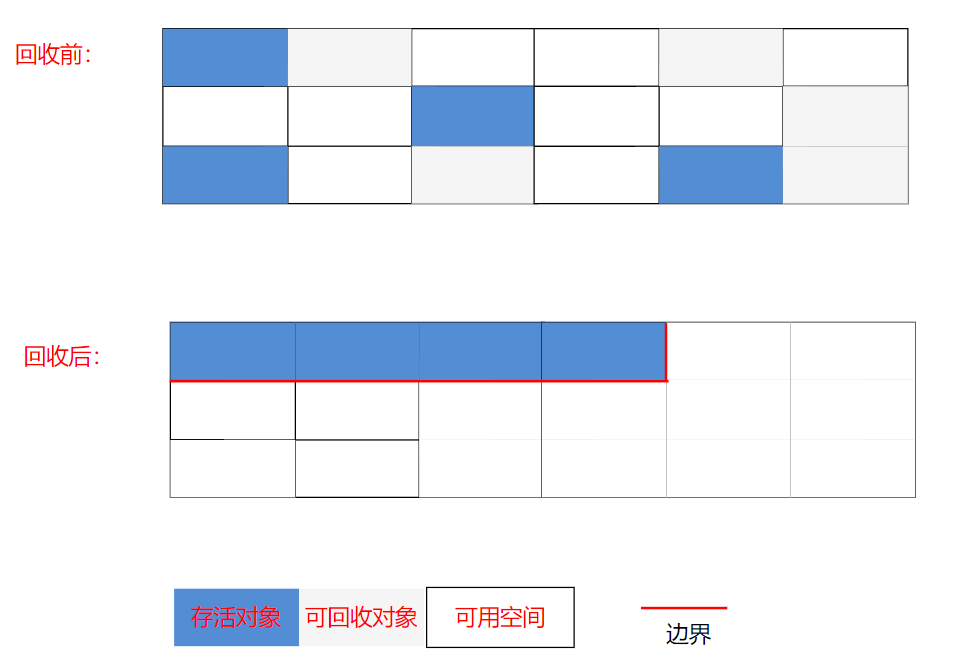 回收前：
回收后：
存活对象
可回收对象
可用空间
边界